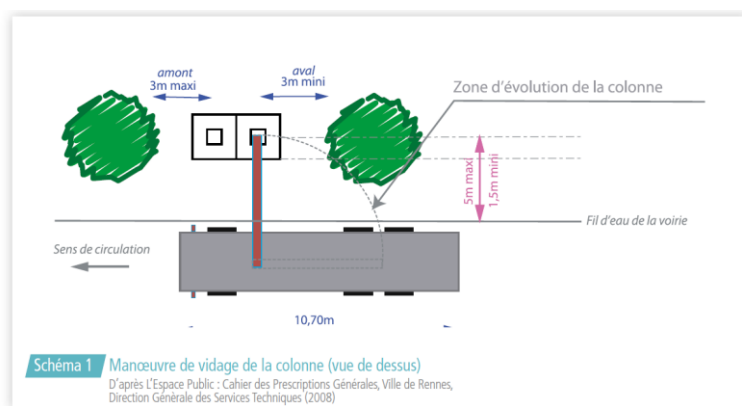 amont
3m maxi
aval
3m mini
Zone d'évolution de la colonne
5m maxi
1,5m mini
Fil d'eau de la voirie
Sens de circulation
10,70m
Schéma 1 Manœuvre de vidage de la colonne (vue de dessus)
D'après L'Espace Public : Cahier des Prescriptions Générales, Ville de Rennes,
Direction Générale des Services Techniques (2008)